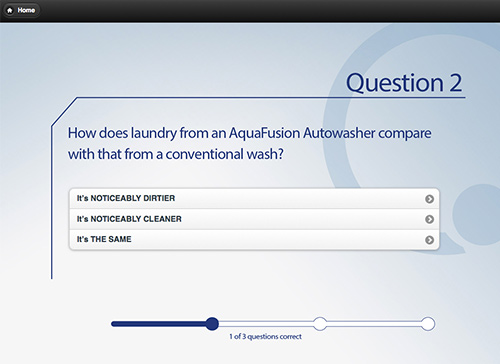 Home
Question 2
How does laundry from an AquaFusion Autowasher compare
with that from a conventional wash?
It's NOTICEABLY DIRTIER
It's NOTICEABLY CLEANER
It's THE SAME
1 of 3 questions correct